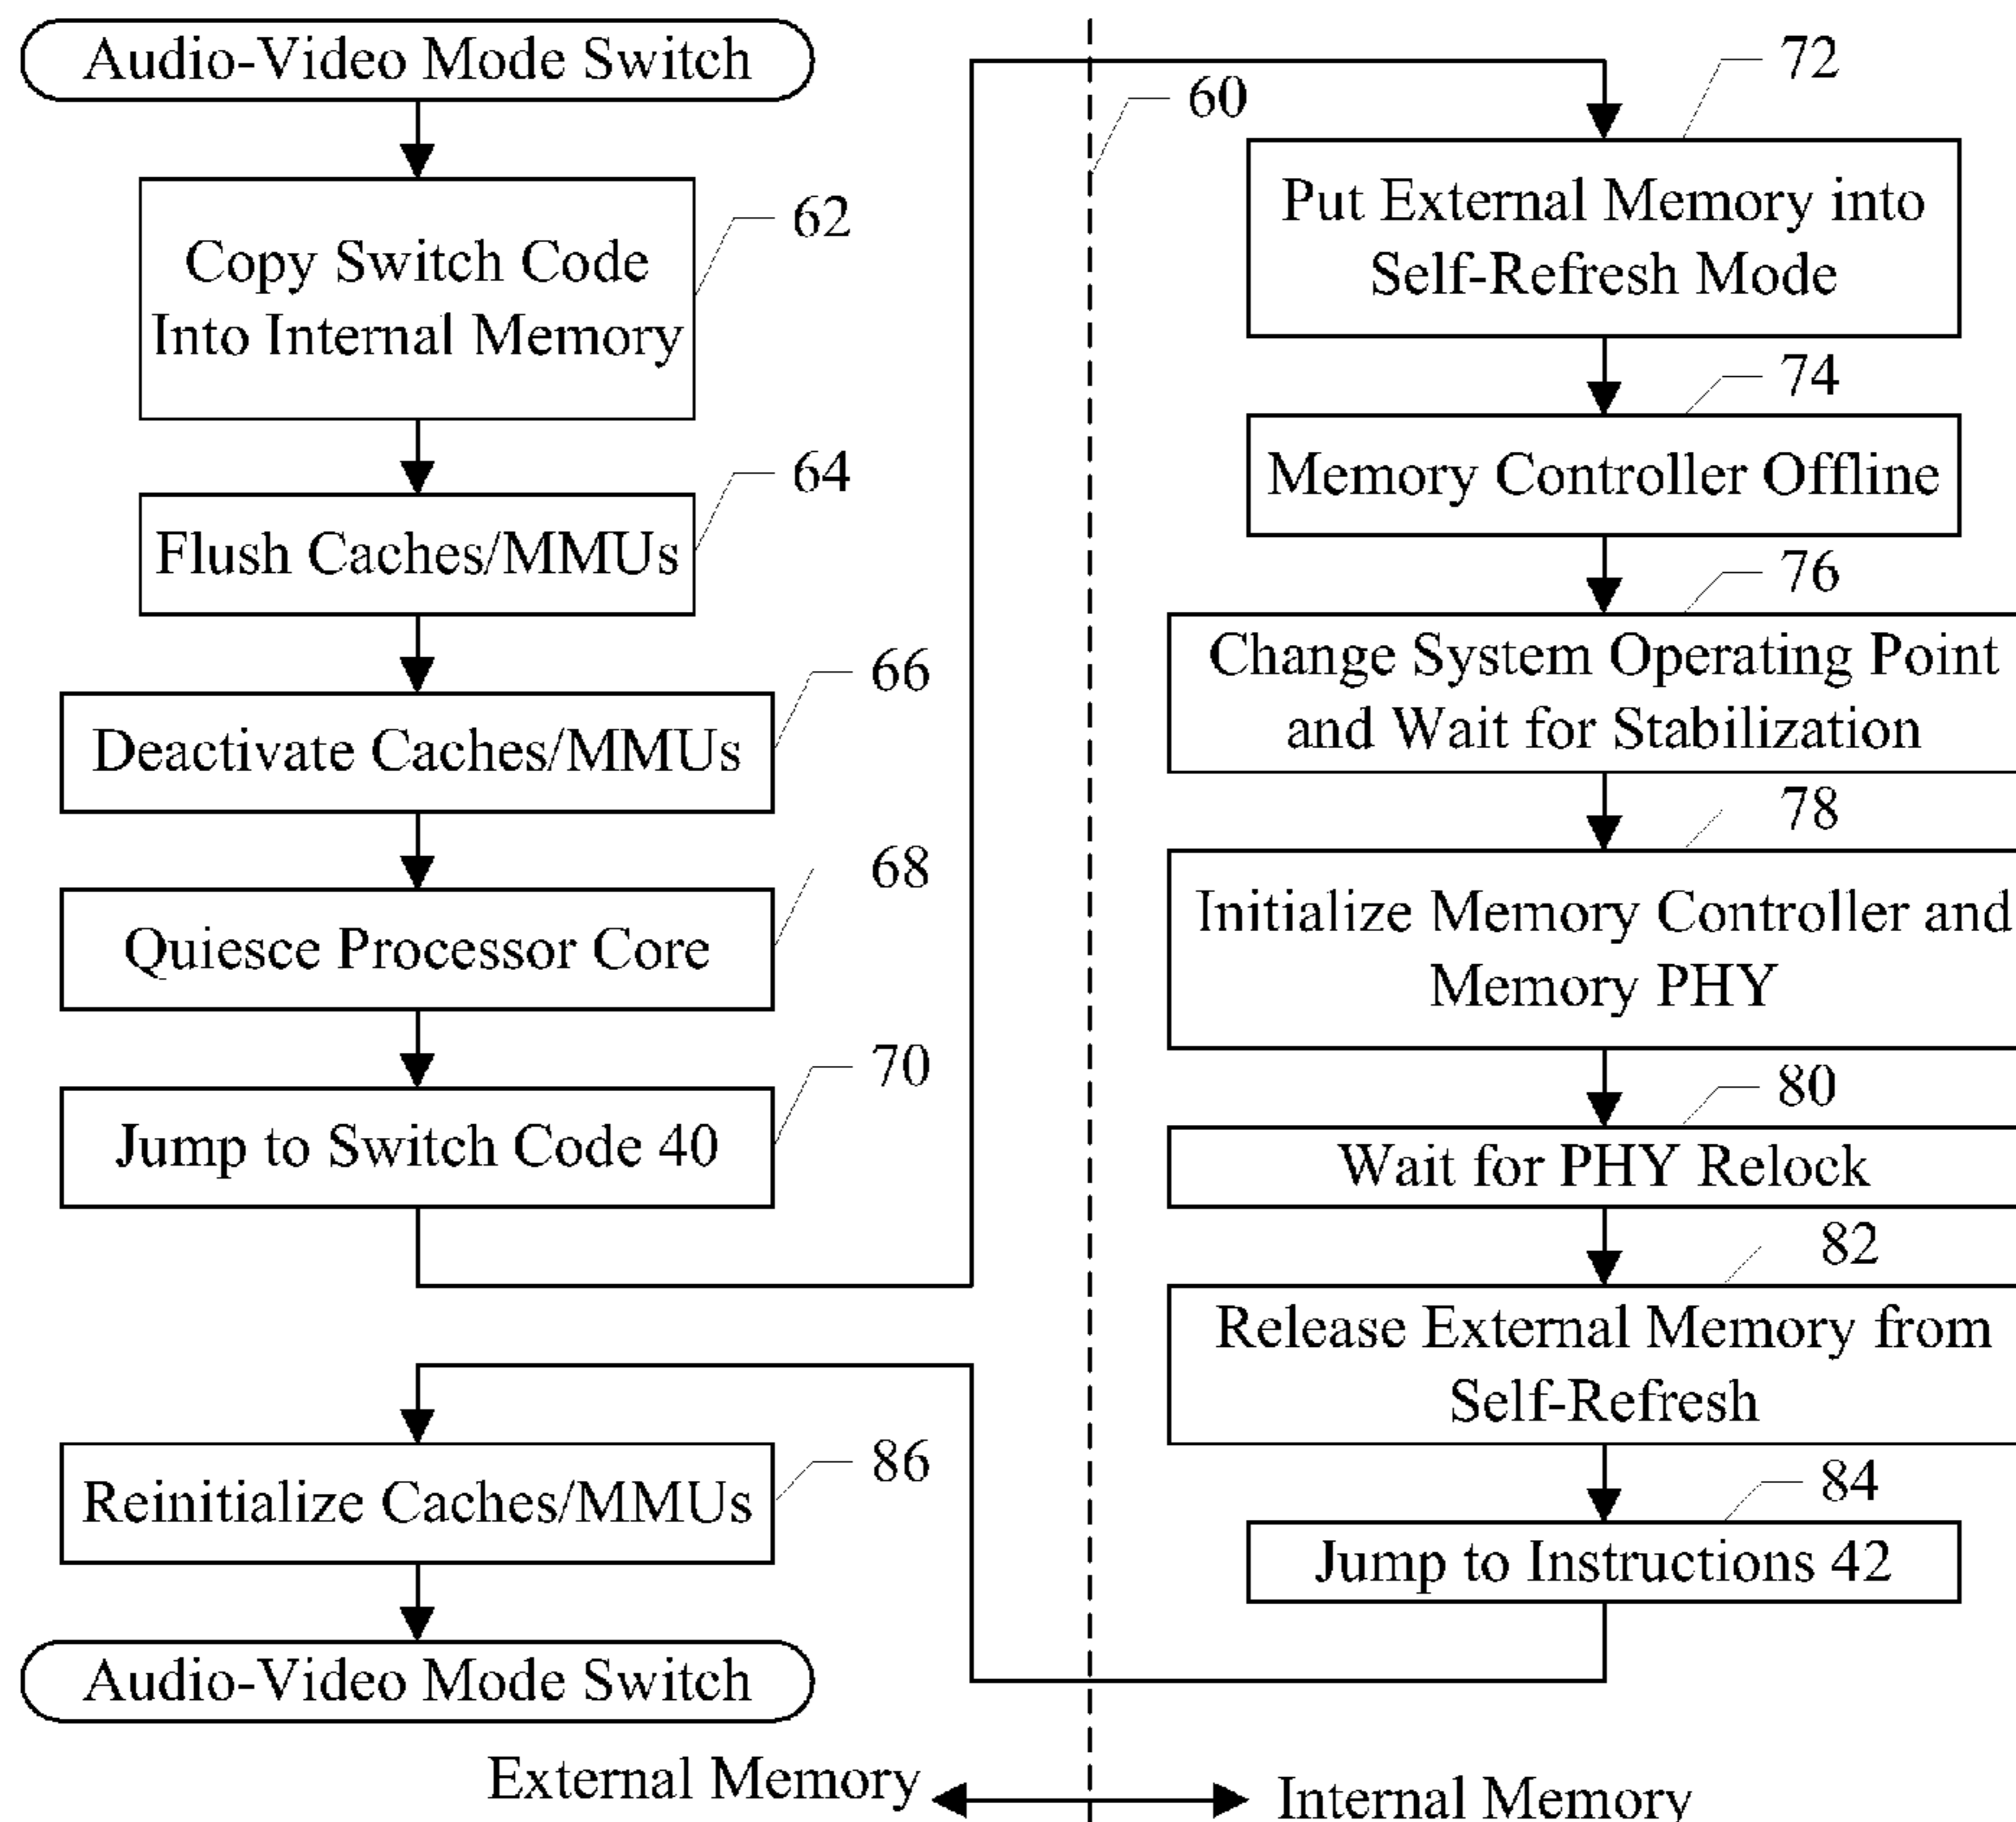 Audio-Video Mode Switch
62
Copy Switch Code
Into Internal Memory
64
Flush Caches/MMUs
66
Deactivate Caches/MMUs
68
Quiesce Processor Core
70
Jump to Switch Code 40
60
72
Put External Memory into
Self-Refresh Mode
74
Memory Controller Offline
76
Change System Operating Point
and Wait for Stabilization
78
Initialize Memory Controller and
Memory PHY
80
Wait for PHY Relock
82
Release External Memory from
Self-Refresh
84
Jump to Instructions 42
86
Reinitialize Caches/MMUs
Audio-Video Mode Switch
External Memory
Internal Memory